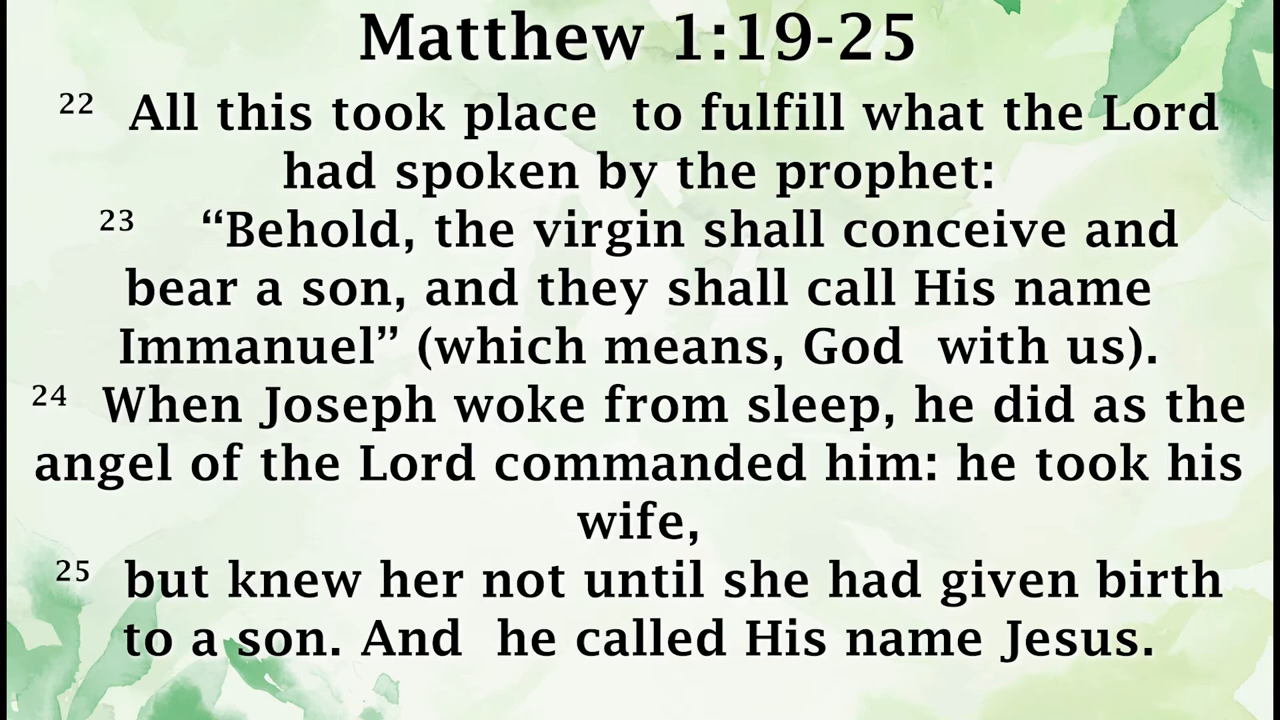 Matthew 1:19-25
22 All this took place to fulfill what the Lord
had spoken by the prophet:
23 “Behold, the virgin shall conceive and
bear a son, and they shall call His name
Immanuel” (which means, God with us).
24 When Joseph woke from sleep, he did as the
angel of the Lord commanded him: he took his
wife,
25 but knew her not until she had given birth
to a son. And he called His name Jesus.